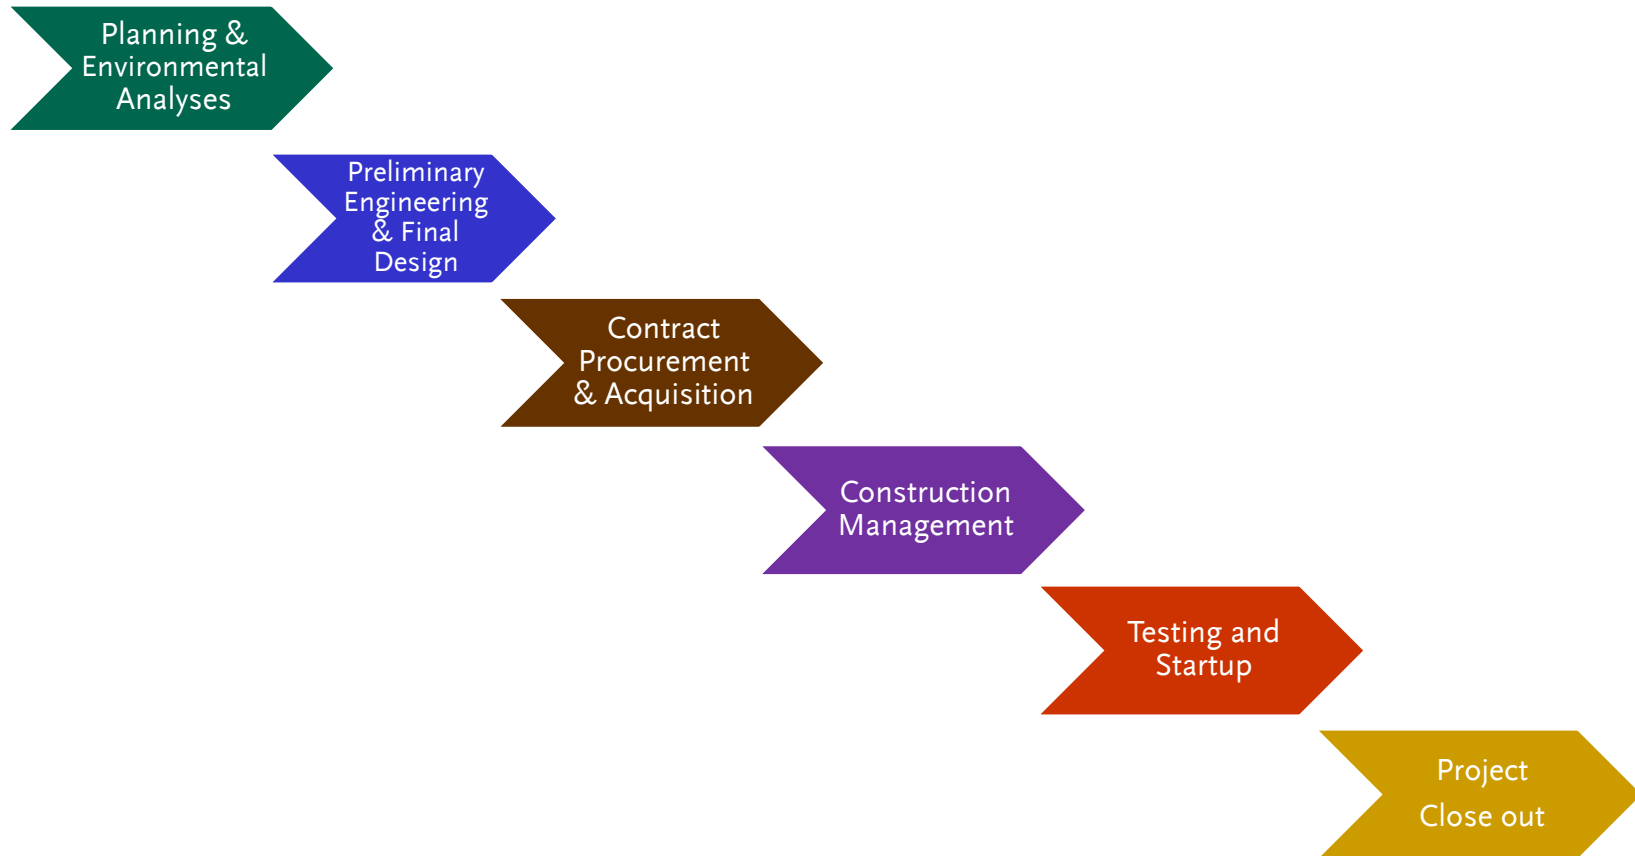 Planning &
Environmental
Analyses
Preliminary
Engineering
& Final
Design
Contract
Procurement
& Acquisition
Construction
Management
Testing and
Startup
Project
Close out